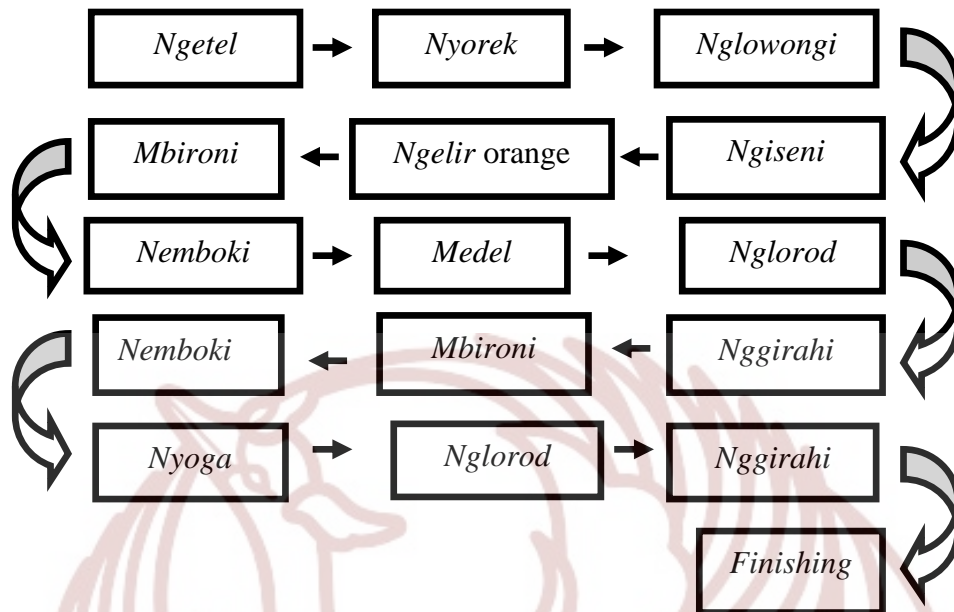 Ngetel Nyorek Nglowongi
Mbironi Ngelir orange Ngiseni
Nemboki Medel Nglorod
Nemboki Mbironi Nggirahi
Nyoga Nglorod Nggirahi
Finishing